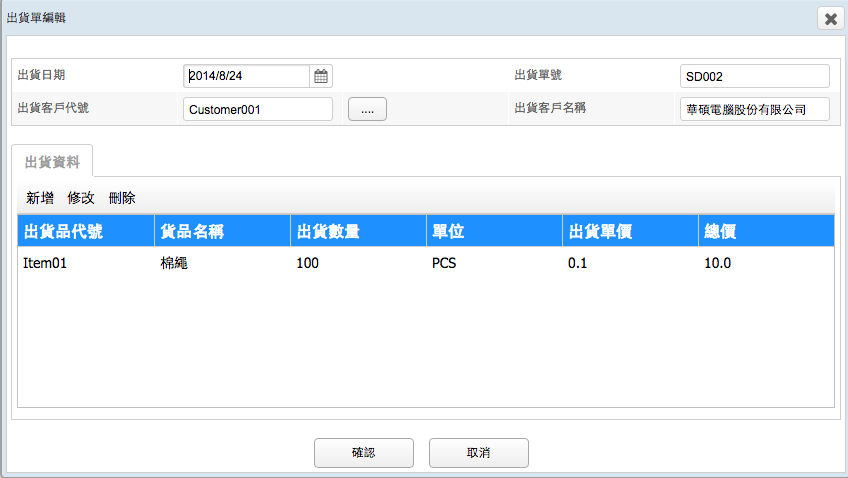 出貨單編輯
出貨日期 2014/8/24 出貨單號 SD002
出貨客戶代號 Customer001 .... 出貨客戶名稱 華碩電腦股份有限公司
出貨資料
新增 修改 刪除
出貨品代號 貨品名稱 出貨數量 單位 出貨單價 總價
Item01 棉繩 100 PCS 0.1 10.0
確認 取消